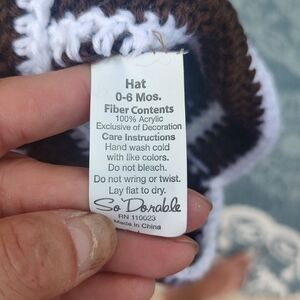 Hat
0-6 Mos.
Fiber Contents
100% Acrylic
Exclusive of Decoration
Care Instructions
Hand wash cold
with like colors.
Do not bleach.
Do not wring or twist.
Lay flat to dry.
So Dorable
RN 110023
Made in China